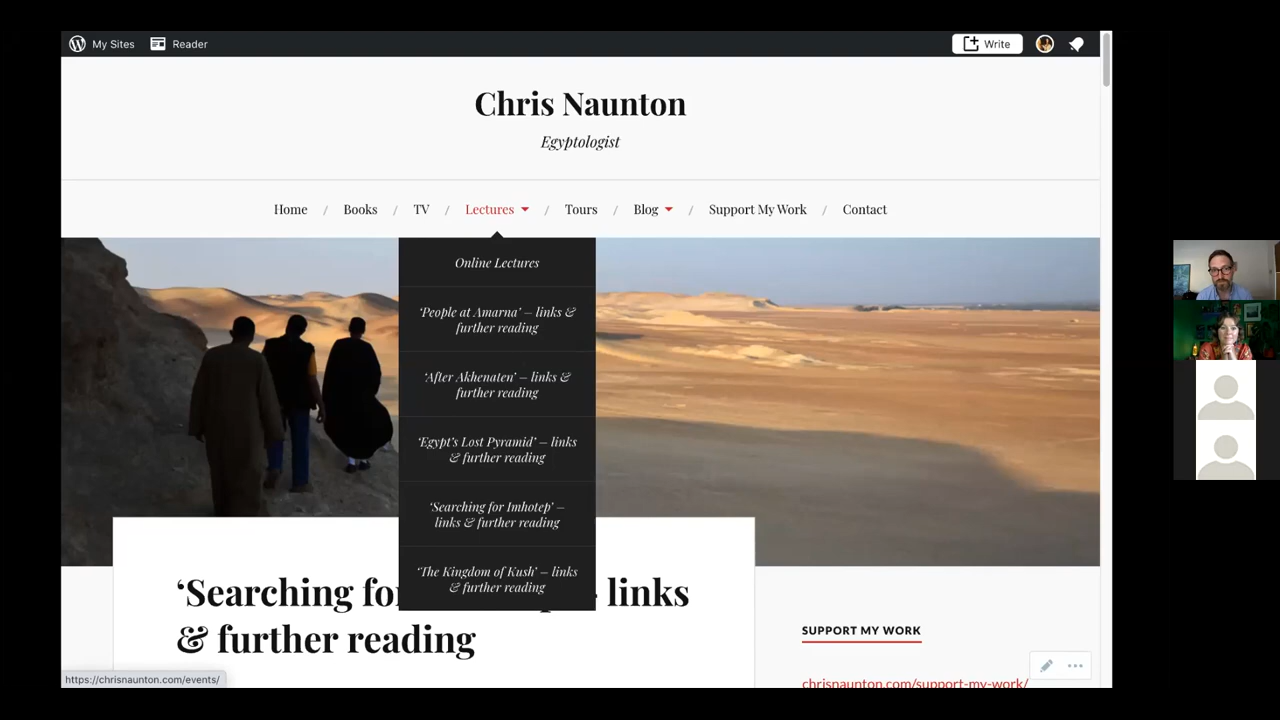 My Sites
Reader
Write
Chris Naunton
Egyptologist
Home / Books / TV / Lectures / Tours / Blog / Support My Work / Contact
Online Lectures
‘People at Amarna’ – links &
further reading
‘After Akhenaten’ – links &
further reading
‘Egypt’s Lost Pyramid’ – links
& further reading
‘Searching for Imhotep’ –
links & further reading
‘The Kingdom of Kush’ – links
& further reading
‘Searching for links
& further reading
SUPPORT MY WORK
chrisnaunton.com/support-my-work/
https://chrisnaunton.com/events/